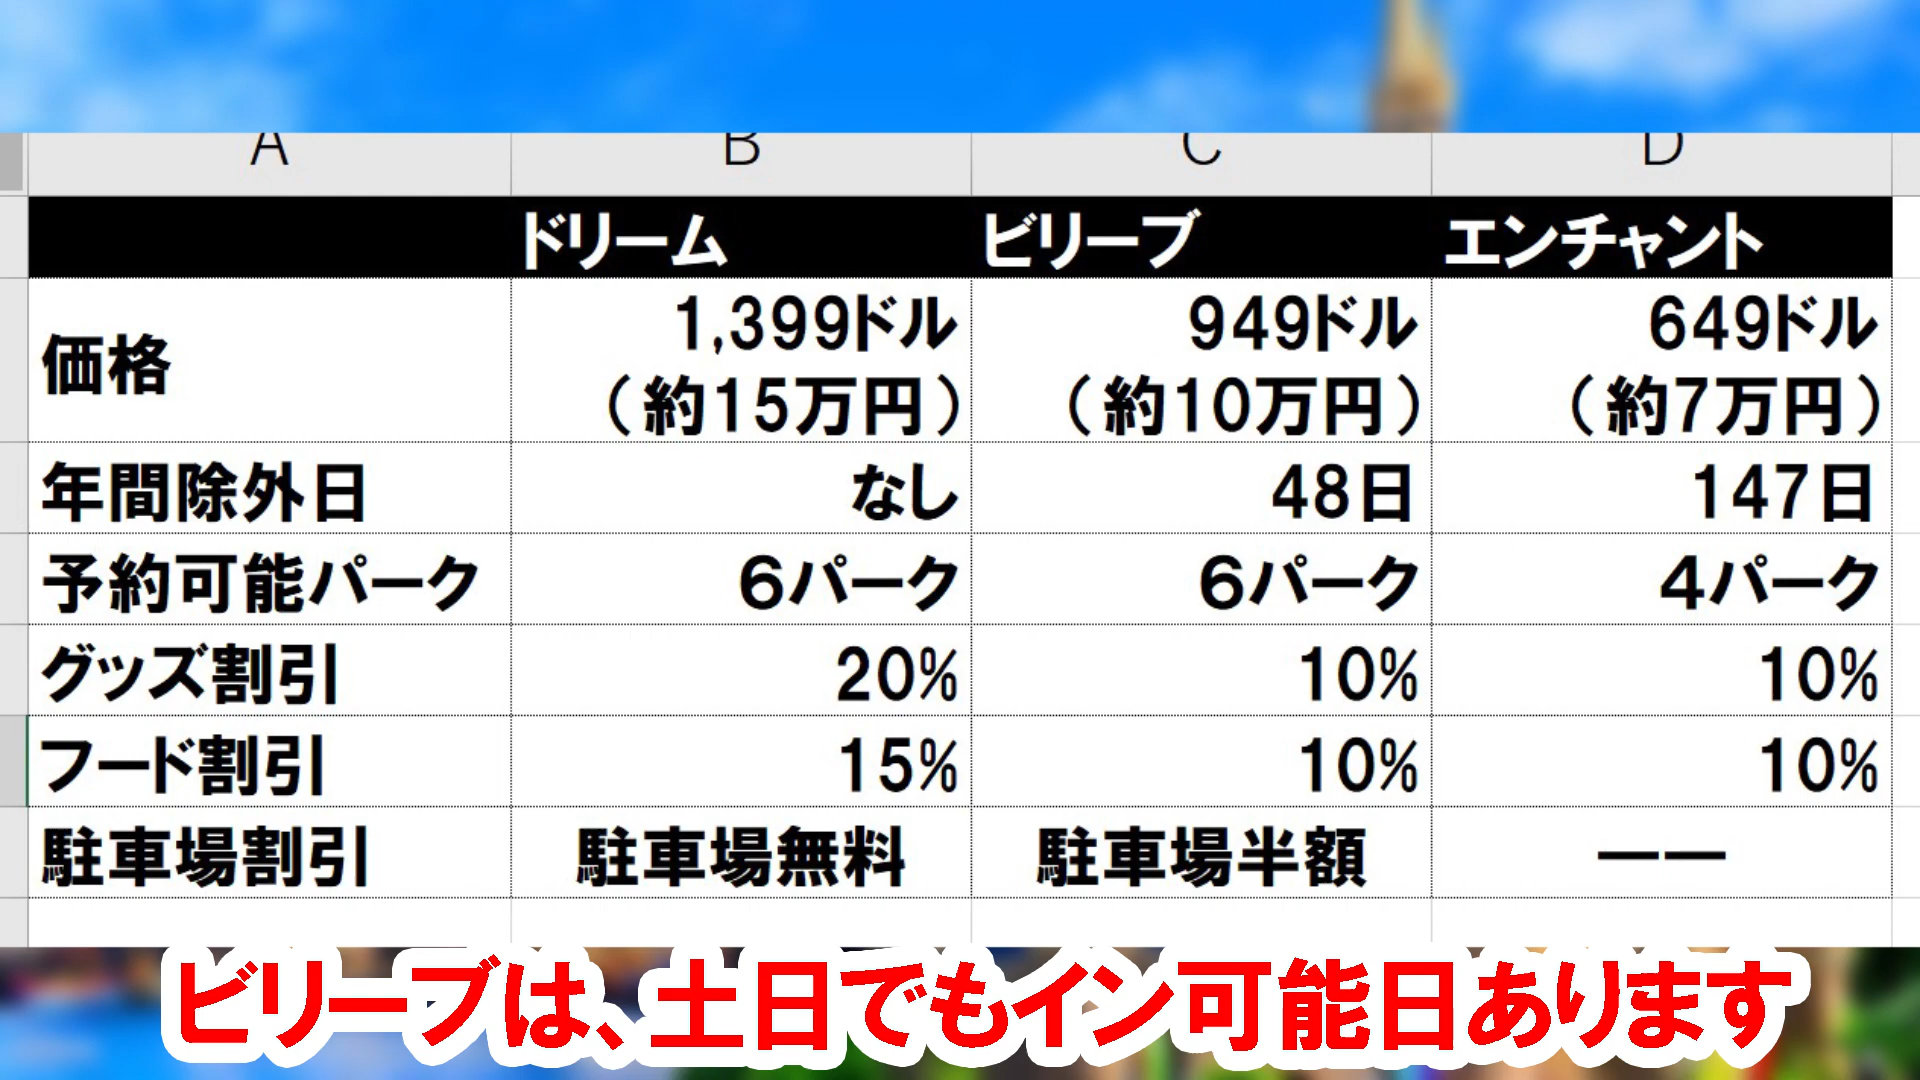 A B C D
ドリーム ビリーブ エンチャント
価格 1,399ドル（約15万円） 949ドル（約10万円） 649ドル（約7万円）
年間除外日 なし 48日 147日
予約可能パーク 6パーク 6パーク 4パーク
グッズ割引 20% 10% 10%
フード割引 15% 10% 10%
駐車場割引 駐車場無料 駐車場半額 ーー
ビリーブは、土日でもイン可能日あります